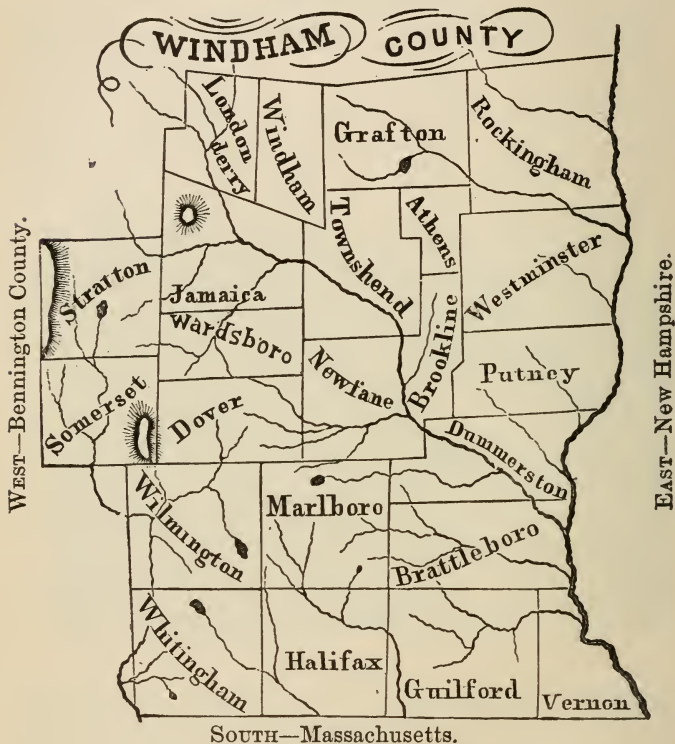 WINDHAM COUNTY
London
derry
Windham
Grafton
Rockingham
Townshend
Athens
Westminster
Stratton
Jamaica
Wardsboro
Newfane
Brookline
Putney
Somerset
Dover
Dummerston
Wilmington
Marlboro
Brattleboro
Whitingham
Halifax
Guilford
Vernon
WEST—Bennington County.
EAST—New Hampshire.
SOUTH—Massachusetts.